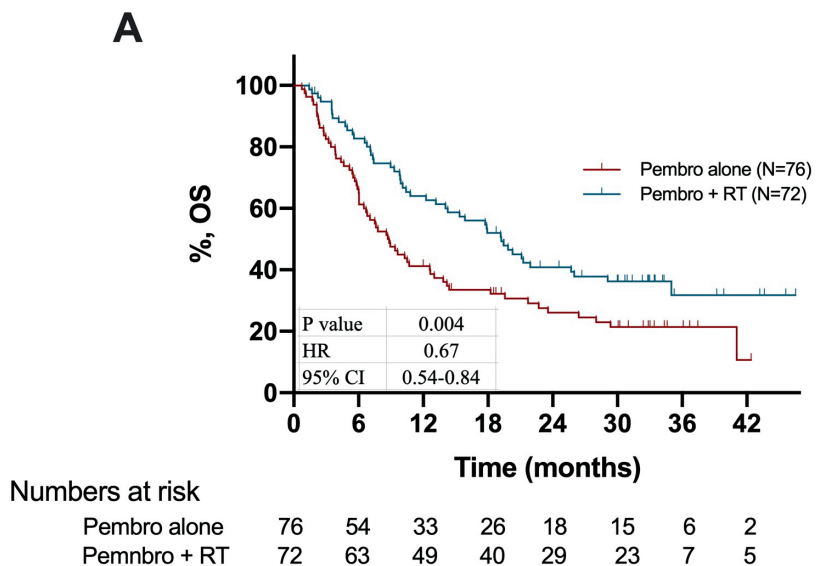 A
100
80
60
40
20
0
%, OS
Pembro alone (N=76)
Pembro + RT (N=72)
P value 0.004
HR 0.67
95% CI 0.54-0.84
0 6 12 18 24 30 36 42
Time (months)
Numbers at risk
Pembro alone 76 54 33 26 18 15 6 2
Pemnbro + RT 72 63 49 40 29 23 7 5